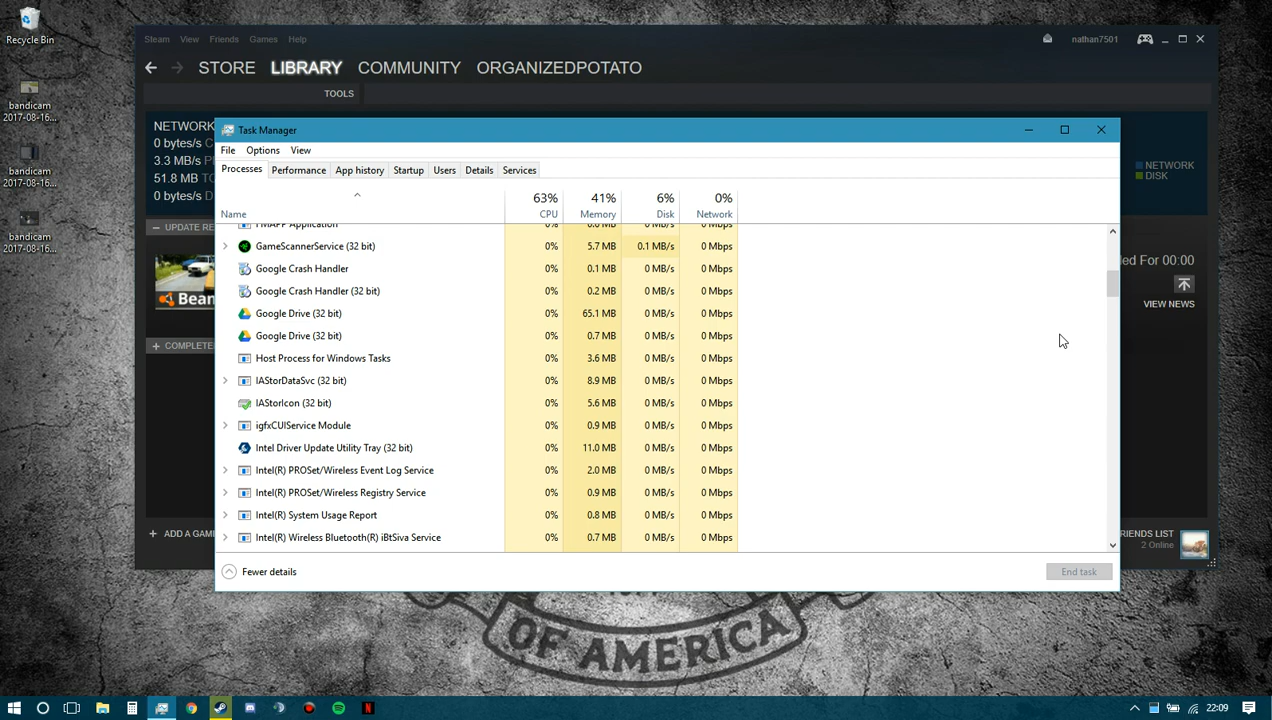 Recycle Bin
bandicam
2017-08-16...
bandicam
2017-08-16...
bandicam
2017-08-16...
Steam View Friends Games Help
nathan7501
STORE LIBRARY COMMUNITY ORGANIZEDPOTATO
TOOLS
NETWORK
0 bytes/s
3.3 MB/s
51.8 MB
0 bytes/s
NETWORK
DISK
UPDATE
Beam
ed For 00:00
VIEW NEWS
COMPLETE
ADD A GAM
FRIENDS LIST
2 Online
Task Manager
File Options View
Processes Performance App history Startup Users Details Services
63% 41% 6% 0%
Name CPU Memory Disk Network
GameScannerService (32 bit) 0% 5.7 MB 0.1 MB/s 0 Mbps
Google Crash Handler 0% 0.1 MB 0 MB/s 0 Mbps
Google Crash Handler (32 bit) 0% 0.2 MB 0 MB/s 0 Mbps
Google Drive (32 bit) 0% 65.1 MB 0 MB/s 0 Mbps
Google Drive (32 bit) 0% 0.7 MB 0 MB/s 0 Mbps
Host Process for Windows Tasks 0% 3.6 MB 0 MB/s 0 Mbps
IAStorDataSvc (32 bit) 0% 8.9 MB 0 MB/s 0 Mbps
IAStorIcon (32 bit) 0% 5.6 MB 0 MB/s 0 Mbps
igfxCUIService Module 0% 0.9 MB 0 MB/s 0 Mbps
Intel Driver Update Utility Tray (32 bit) 0% 11.0 MB 0 MB/s 0 Mbps
Intel(R) PROSet/Wireless Event Log Service 0% 2.0 MB 0 MB/s 0 Mbps
Intel(R) PROSet/Wireless Registry Service 0% 0.9 MB 0 MB/s 0 Mbps
Intel(R) System Usage Report 0% 0.8 MB 0 MB/s 0 Mbps
Intel(R) Wireless Bluetooth(R) iBtSiva Service 0% 0.7 MB 0 MB/s 0 Mbps
Fewer details
End task
OF AMERICA
22:09